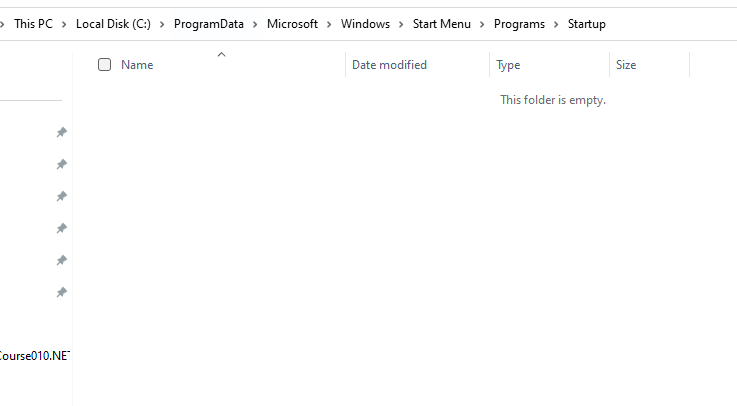 This PC > Local Disk (C:) > ProgramData > Microsoft > Windows > Start Menu > Programs > Startup
Name Date modified Type Size
This folder is empty.
Course010.NET